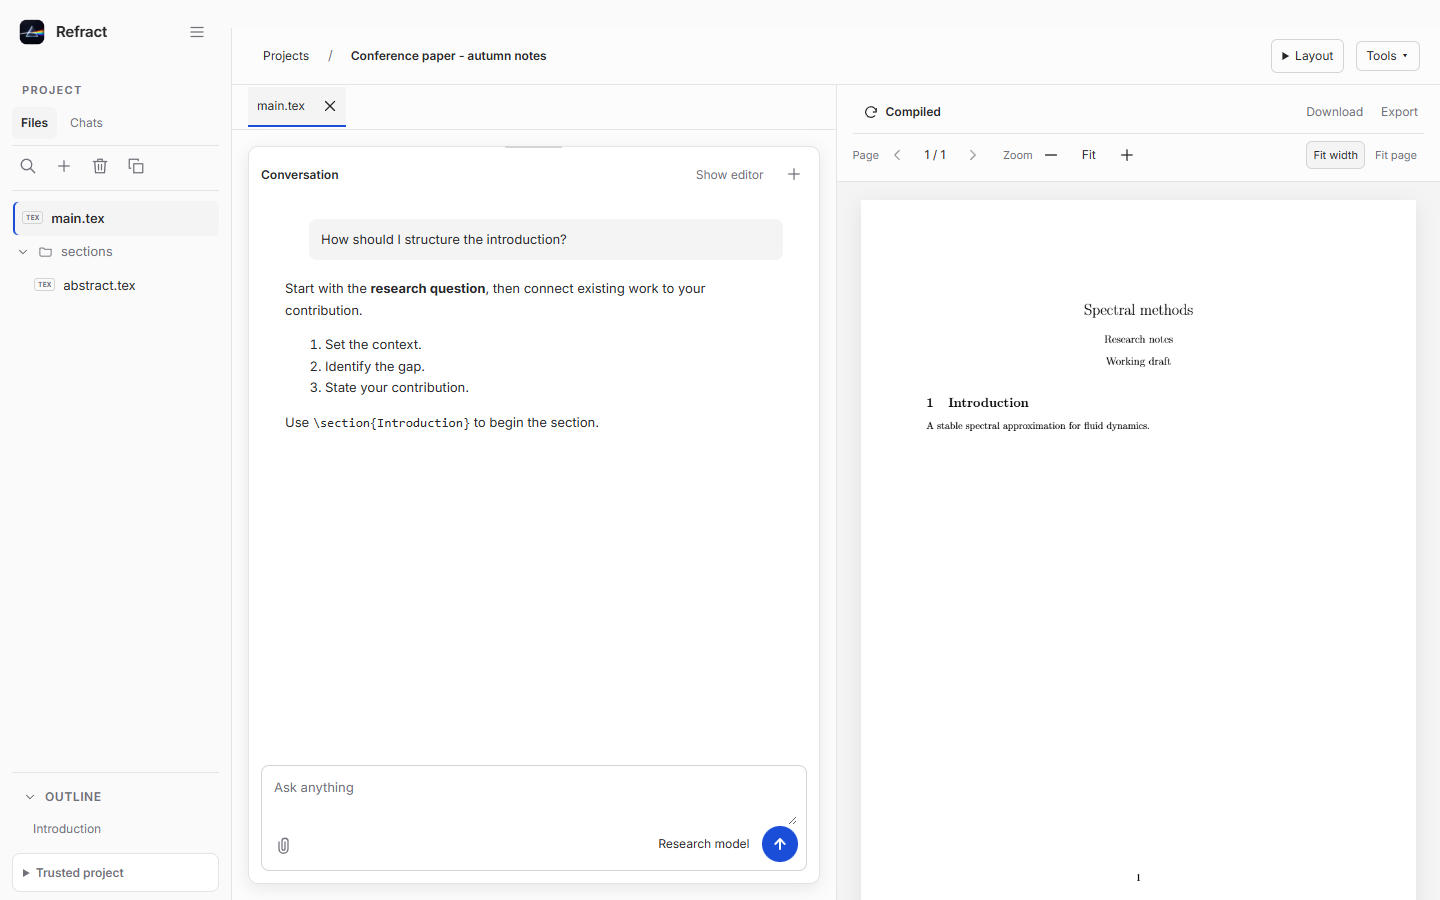 Refract
PROJECT
Files
Chats
TEX main.tex
sections
TEX abstract.tex
OUTLINE
Introduction
Trusted project
Projects / Conference paper - autumn notes
Layout
Tools
main.tex
Conversation
Show editor
How should I structure the introduction?
Start with the research question, then connect existing work to your
contribution.
1. Set the context.
2. Identify the gap.
3. State your contribution.
Use \section{Introduction} to begin the section.
Ask anything
Research model
Compiled
Download
Export
Page
1 / 1
Zoom
Fit
Fit width
Fit page
Spectral methods
Research notes
Working draft
1 Introduction
A stable spectral approximation for fluid dynamics.
1